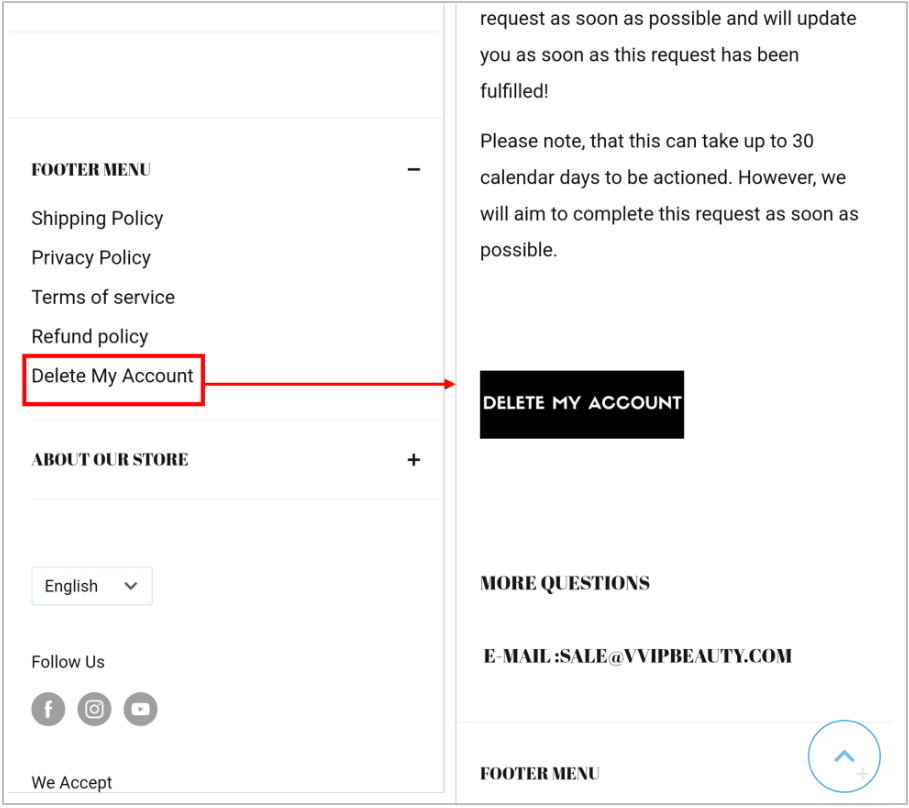 FOOTER MENU
Shipping Policy
Privacy Policy
Terms of service
Refund policy
Delete My Account
ABOUT OUR STORE
English
Follow Us
We Accept
request as soon as possible and will update
you as soon as this request has been
fulfilled!
Please note, that this can take up to 30
calendar days to be actioned. However, we
will aim to complete this request as soon as
possible.
DELETE MY ACCOUNT
MORE QUESTIONS
E-MAIL :SALE@VVIPBEAUTY.COM
FOOTER MENU